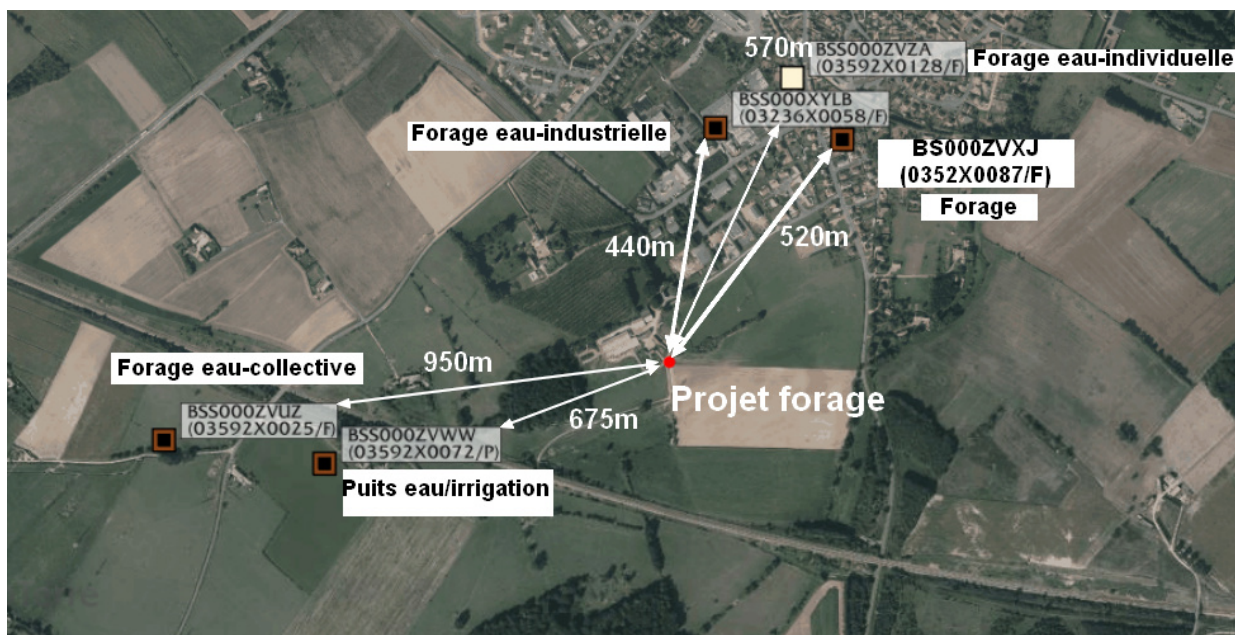 570m
BSS000ZVZA
(03592X0128/F)
Forage eau-individuelle
BSS000XYLB
(03236X0058/F)
Forage eau-industrielle
BS000ZVXJ
(0352X0087/F)
Forage
440m
520m
Forage eau-collective
950m
Projet forage
675m
BSS000ZVUZ
(03592X0025/F)
BSS000ZVWW
(03592X0072/P)
Puits eau/irrigation